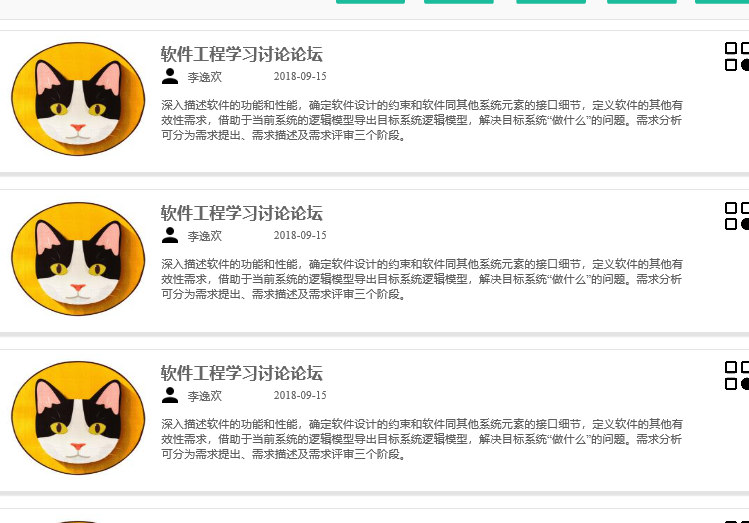 软件工程学习讨论论坛
李逸欢 2018-09-15
深入描述软件的功能和性能，确定软件设计的约束和软件同其他系统元素的接口细节，定义软件的其他有
效性需求，借助于当前系统的逻辑模型导出目标系统逻辑模型，解决目标系统“做什么”的问题。需求分析
可分为需求提出、需求描述及需求评审三个阶段。
软件工程学习讨论论坛
李逸欢 2018-09-15
深入描述软件的功能和性能，确定软件设计的约束和软件同其他系统元素的接口细节，定义软件的其他有
效性需求，借助于当前系统的逻辑模型导出目标系统逻辑模型，解决目标系统“做什么”的问题。需求分析
可分为需求提出、需求描述及需求评审三个阶段。
软件工程学习讨论论坛
李逸欢 2018-09-15
深入描述软件的功能和性能，确定软件设计的约束和软件同其他系统元素的接口细节，定义软件的其他有
效性需求，借助于当前系统的逻辑模型导出目标系统逻辑模型，解决目标系统“做什么”的问题。需求分析
可分为需求提出、需求描述及需求评审三个阶段。